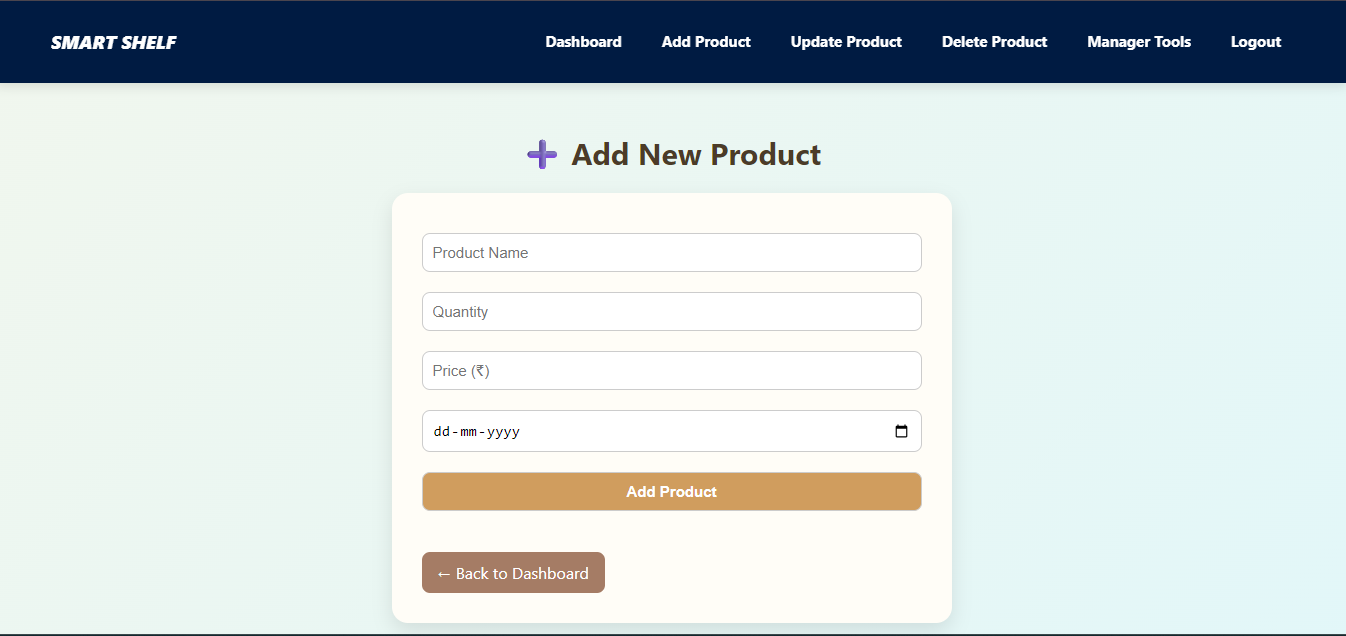 SMART SHELF Dashboard Add Product Update Product Delete Product Manager Tools Logout
➕ Add New Product
Product Name
Quantity
Price (₹)
dd-mm-yyyy
Add Product
← Back to Dashboard